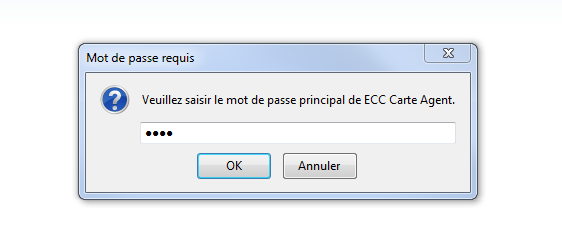 Mot de passe requis
Veuillez saisir le mot de passe principal de ECC Carte Agent.
••••
OK
Annuler